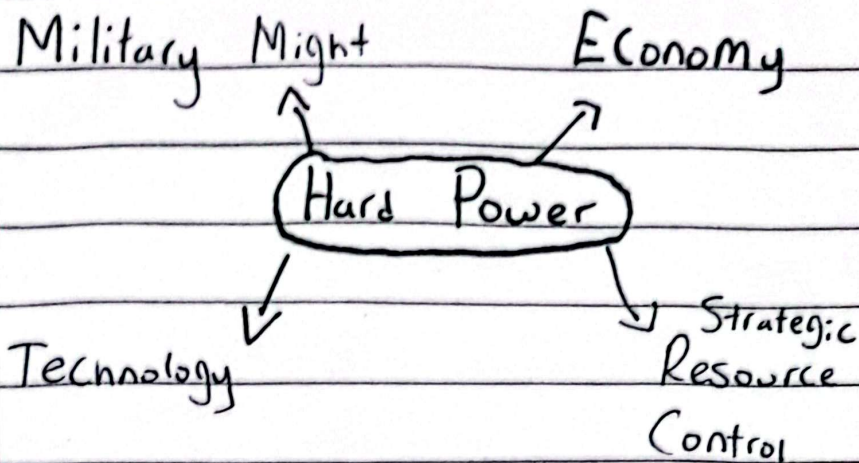 Military Might
Economy
Hard Power
Technology
Strategic
Resource
Control